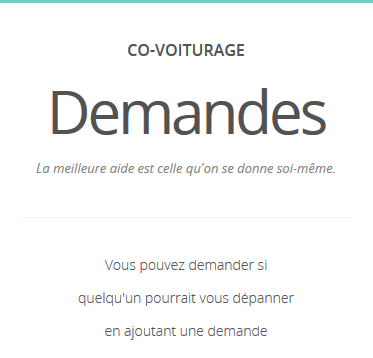 CO-VOITURAGE
Demandes
La meilleure aide est celle qu'on se donne soi-même.
Vous pouvez demander si
quelqu'un pourrait vous dépanner
en ajoutant une demande